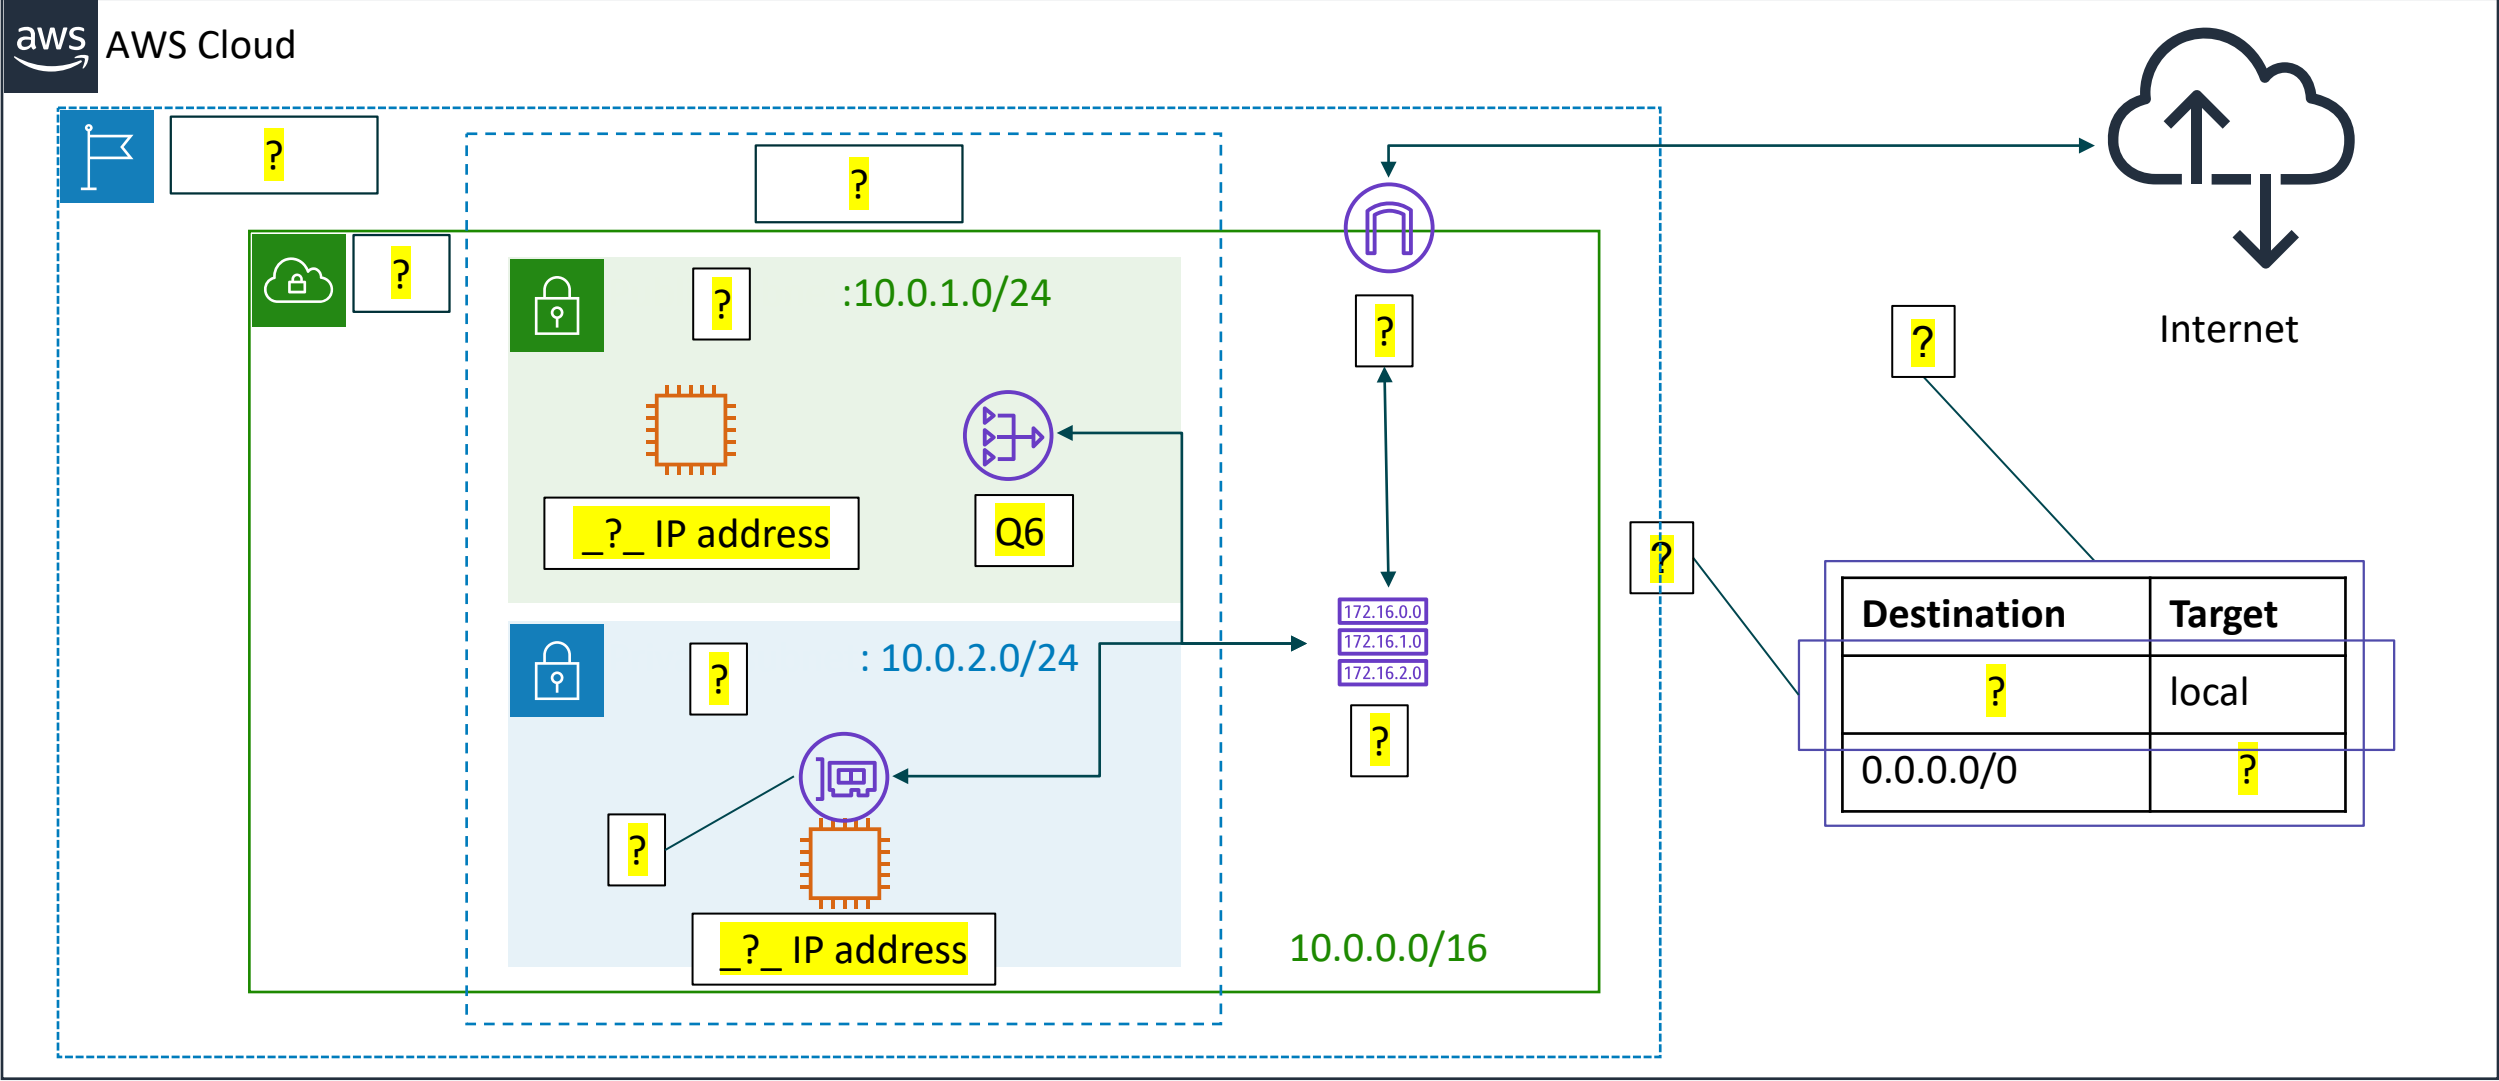 aws
AWS Cloud
?
?
?
?
:10.0.1.0/24
?
?
Internet
_?_ IP address
Q6
?
172.16.0.0
172.16.1.0
172.16.2.0
?
?
: 10.0.2.0/24
?
_?_ IP address
10.0.0.0/16
Destination
Target
?
local
0.0.0.0/0
?